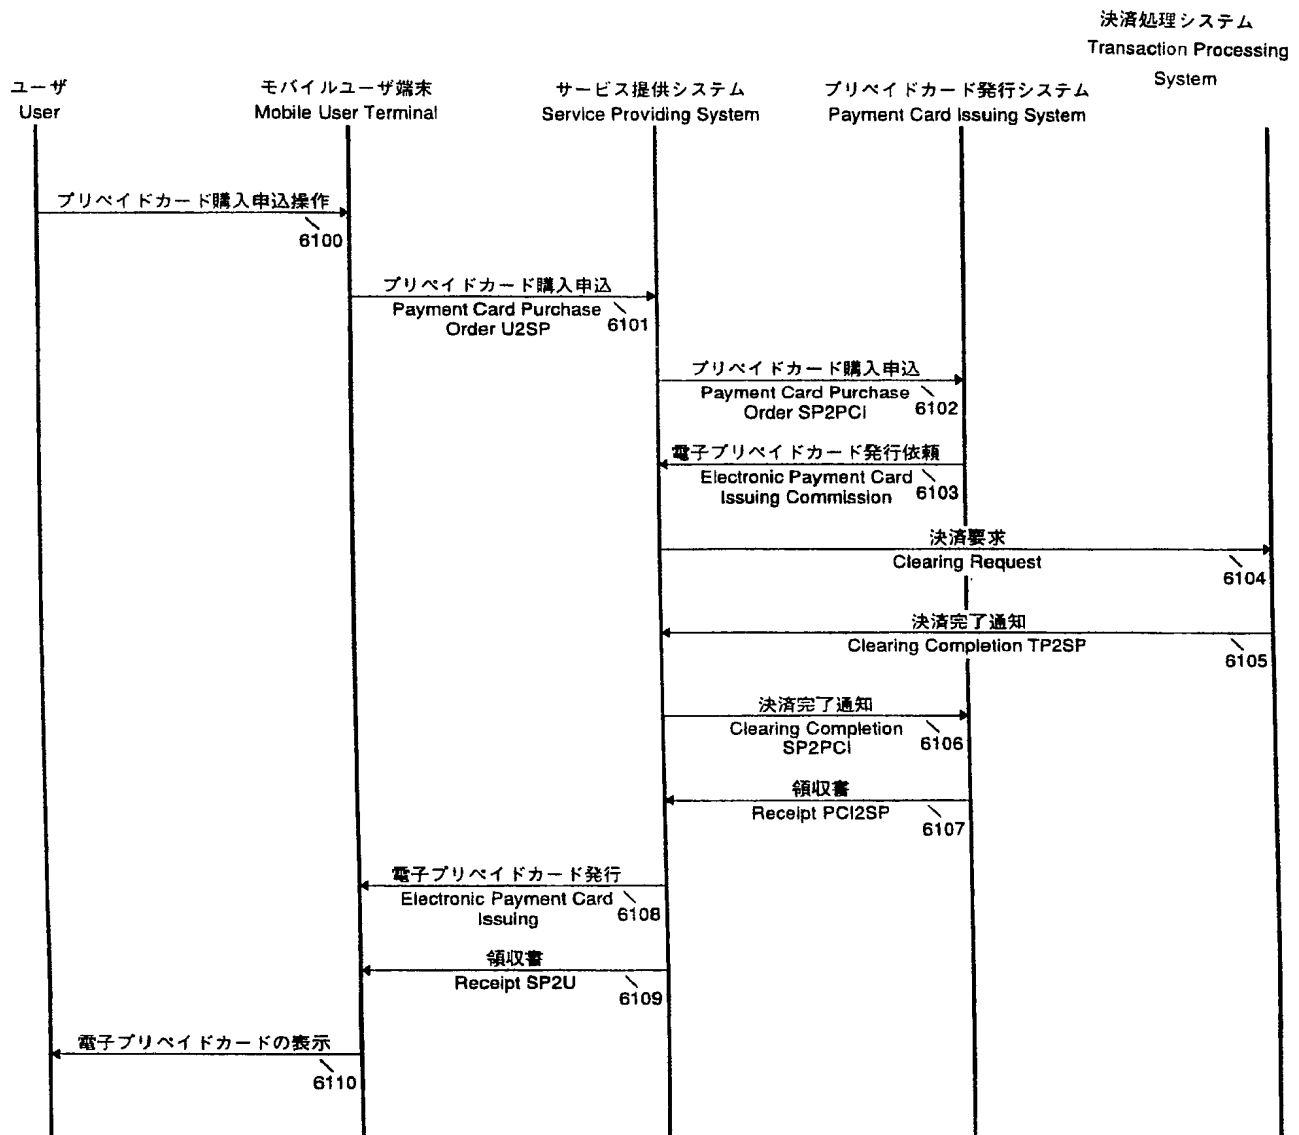 決済処理システム
Transaction Processing
System
ユーザ
User
モバイルユーザ端末
Mobile User Terminal
サービス提供システム
Service Providing System
プリペイドカード発行システム
Payment Card Issuing System
プリペイドカード購入申込操作
6100
プリペイドカード購入申込
Payment Card Purchase
Order U2SP
6101
プリペイドカード購入申込
Payment Card Purchase
Order SP2PCI
6102
電子プリペイドカード発行依頼
Electronic Payment Card
Issuing Commission
6103
決済要求
Clearing Request
6104
決済完了通知
Clearing Completion TP2SP
6105
決済完了通知
Clearing Completion
SP2PCI
6106
領収書
Receipt PCI2SP
6107
電子プリペイドカード発行
Electronic Payment Card
Issuing
6108
領収書
Receipt SP2U
6109
電子プリペイドカードの表示
6110